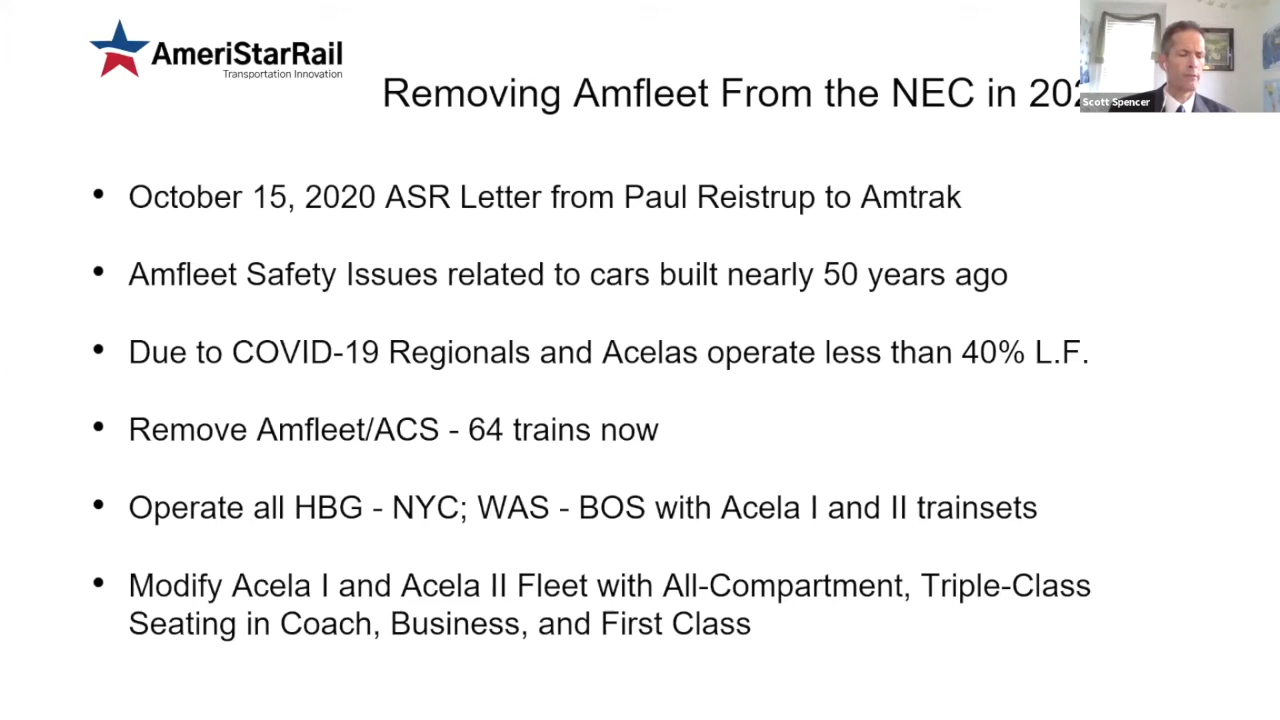 AmeriStarRail
Transportation Innovation
Removing Amfleet From the NEC in
Scott Spencer
• October 15, 2020 ASR Letter from Paul Reistrup to Amtrak
• Amfleet Safety Issues related to cars built nearly 50 years ago
• Due to COVID-19 Regionals and Acelas operate less than 40% L.F.
• Remove Amfleet/ACS - 64 trains now
• Operate all HBG - NYC; WAS - BOS with Acela I and II trainsets
• Modify Acela I and Acela II Fleet with All-Compartment, Triple-Class
Seating in Coach, Business, and First Class